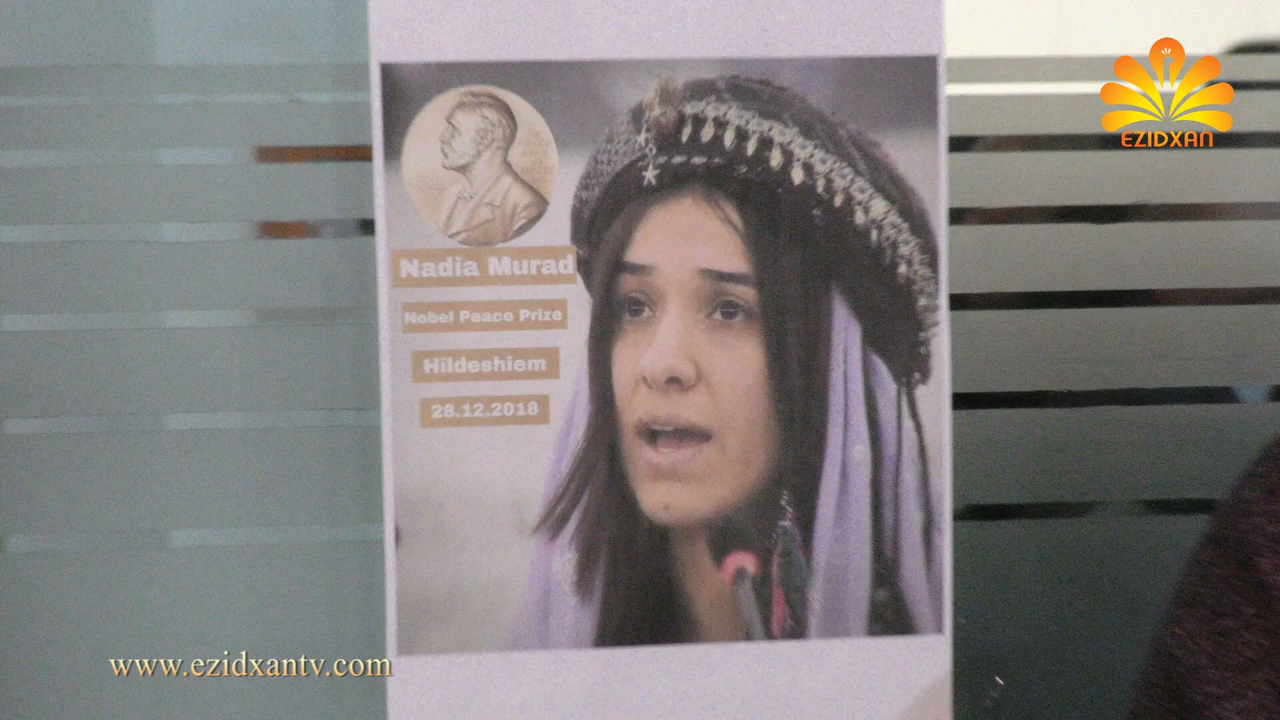 Nadia Murad
Nobel Peace Prize
Hildeshiem
28.12.2018
EZIDXAN
www.ezidxantv.com